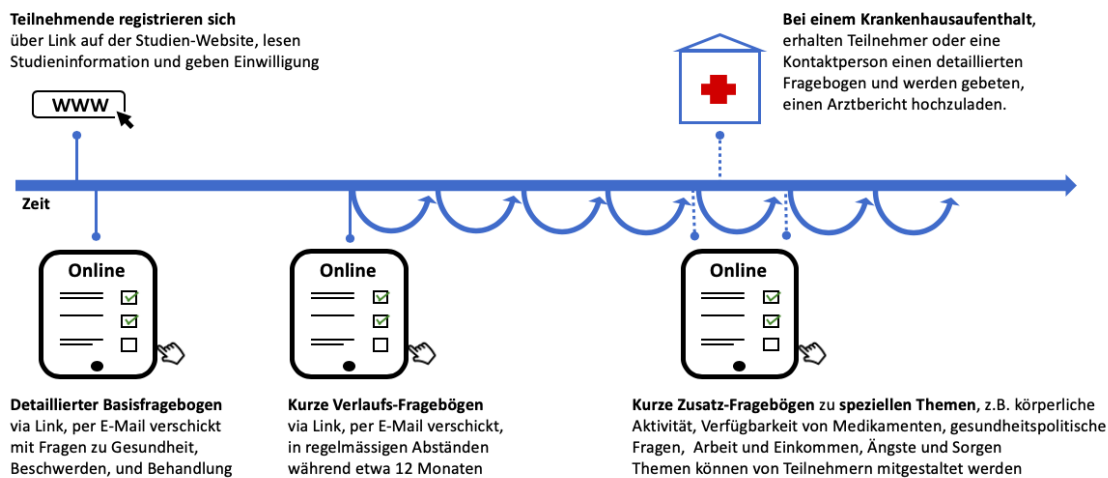 Teilnehmende registrieren sich
über Link auf der Studien-Website, lesen
Studieninformation und geben Einwilligung
www
Bei einem Krankenhausaufenthalt,
erhalten Teilnehmer oder eine
Kontaktperson einen detaillierten
Fragebogen und werden gebeten,
einen Arztbericht hochzuladen.
Zeit
Online
Online
Online
Detaillierter Basisfragebogen
via Link, per E-Mail verschickt
mit Fragen zu Gesundheit,
Beschwerden, und Behandlung
Kurze Verlaufs-Fragebögen
via Link, per E-Mail verschickt,
in regelmässigen Abständen
während etwa 12 Monaten
Kurze Zusatz-Fragebögen zu speziellen Themen, z.B. körperliche
Aktivität, Verfügbarkeit von Medikamenten, gesundheitspolitische
Fragen, Arbeit und Einkommen, Ängste und Sorgen
Themen können von Teilnehmern mitgestaltet werden